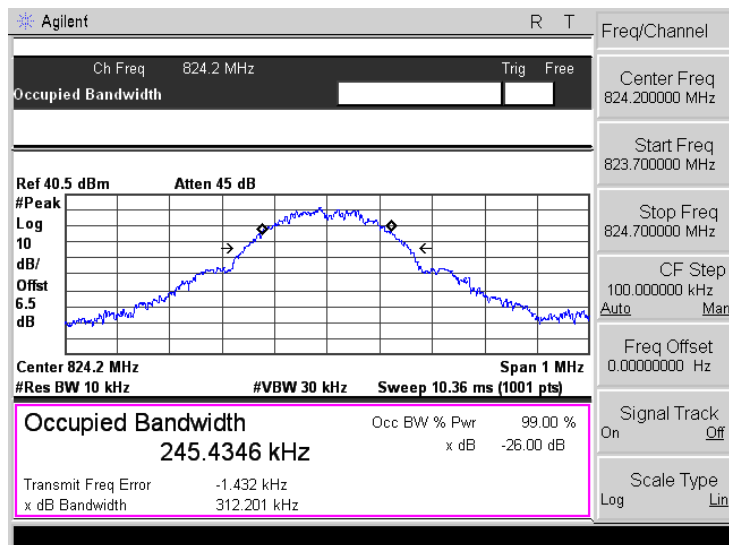 Agilent R T
Ch Freq 824.2 MHz Trig Free
Occupied Bandwidth
Ref 40.5 dBm Atten 45 dB
#Peak
Log
10
dB/
Offst
6.5
dB
Center 824.2 MHz Span 1 MHz
#Res BW 10 kHz #VBW 30 kHz Sweep 10.36 ms (1001 pts)
Occupied Bandwidth Occ BW % Pwr 99.00 %
245.4346 kHz x dB -26.00 dB
Transmit Freq Error -1.432 kHz
x dB Bandwidth 312.201 kHz
Freq/Channel
Center Freq
824.200000 MHz
Start Freq
823.700000 MHz
Stop Freq
824.700000 MHz
CF Step
100.000000 kHz
Auto Man
Freq Offset
0.00000000 Hz
Signal Track
On Off
Scale Type
Log Lin